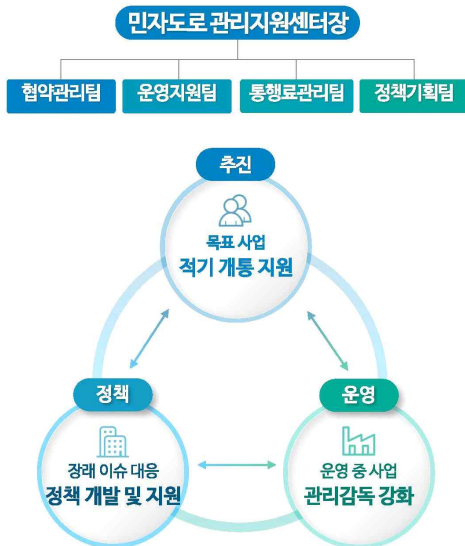 민자도로 관리지원센터장
협약관리팀 운영지원팀 통행료관리팀 정책기획팀
추진
목표 사업
적기 개통 지원
정책
장래 이슈 대응
정책 개발 및 지원
운영
운영 중 사업
관리감독 강화